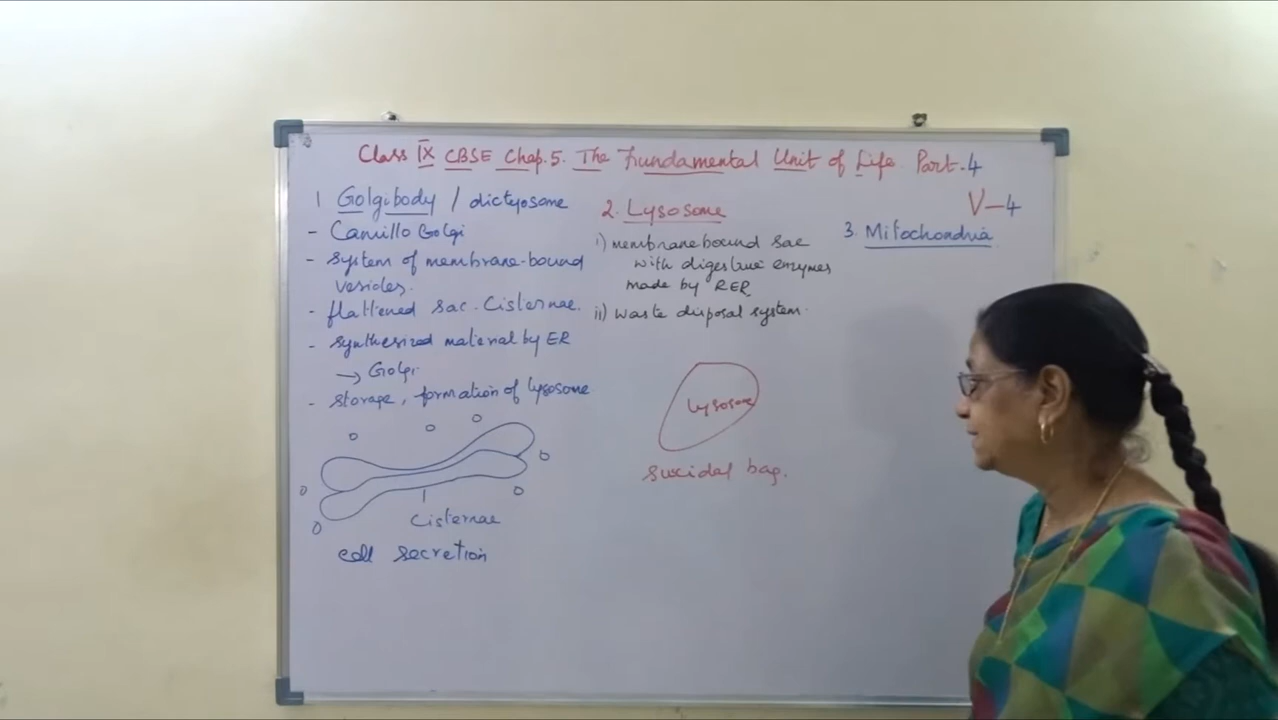 Class IX CBSE Chap.5. The Fundamental Unit of Life Part-4
V-4
1 Golgibody / dictyosome
- Camillo Golgi
- System of membrane-bound
vesicles.
- flattened sac. Cisternae.
- synthesized material by ER
→ Golgi
- storage, formation of lysosome
Cisternae
cell secretion
2. Lysosome
i) membrane bound sac
with digestive enzymes
made by RER
ii) waste disposal system.
Lysosome
suicidal bag.
3. Mitochondria